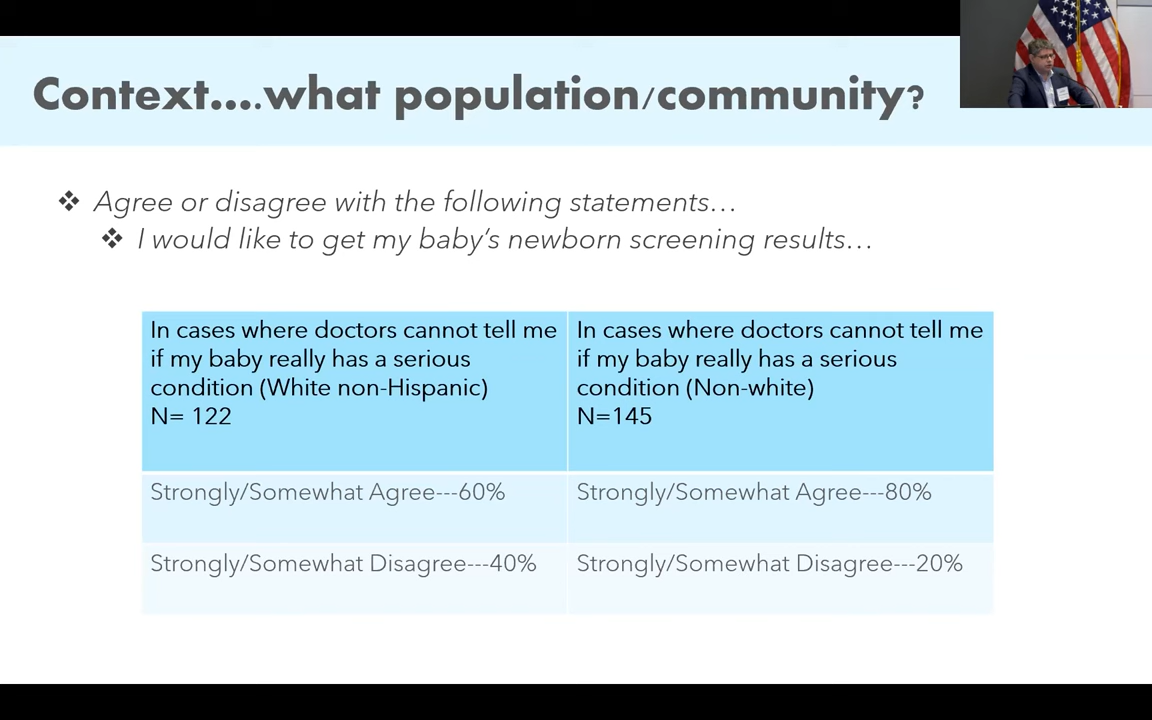 Context....what population/community?
❖ Agree or disagree with the following statements…
❖ I would like to get my baby's newborn screening results…
In cases where doctors cannot tell me
if my baby really has a serious
condition (White non-Hispanic)
N= 122
In cases where doctors cannot tell me
if my baby really has a serious
condition (Non-white)
N=145
Strongly/Somewhat Agree---60%
Strongly/Somewhat Agree---80%
Strongly/Somewhat Disagree---40%
Strongly/Somewhat Disagree---20%